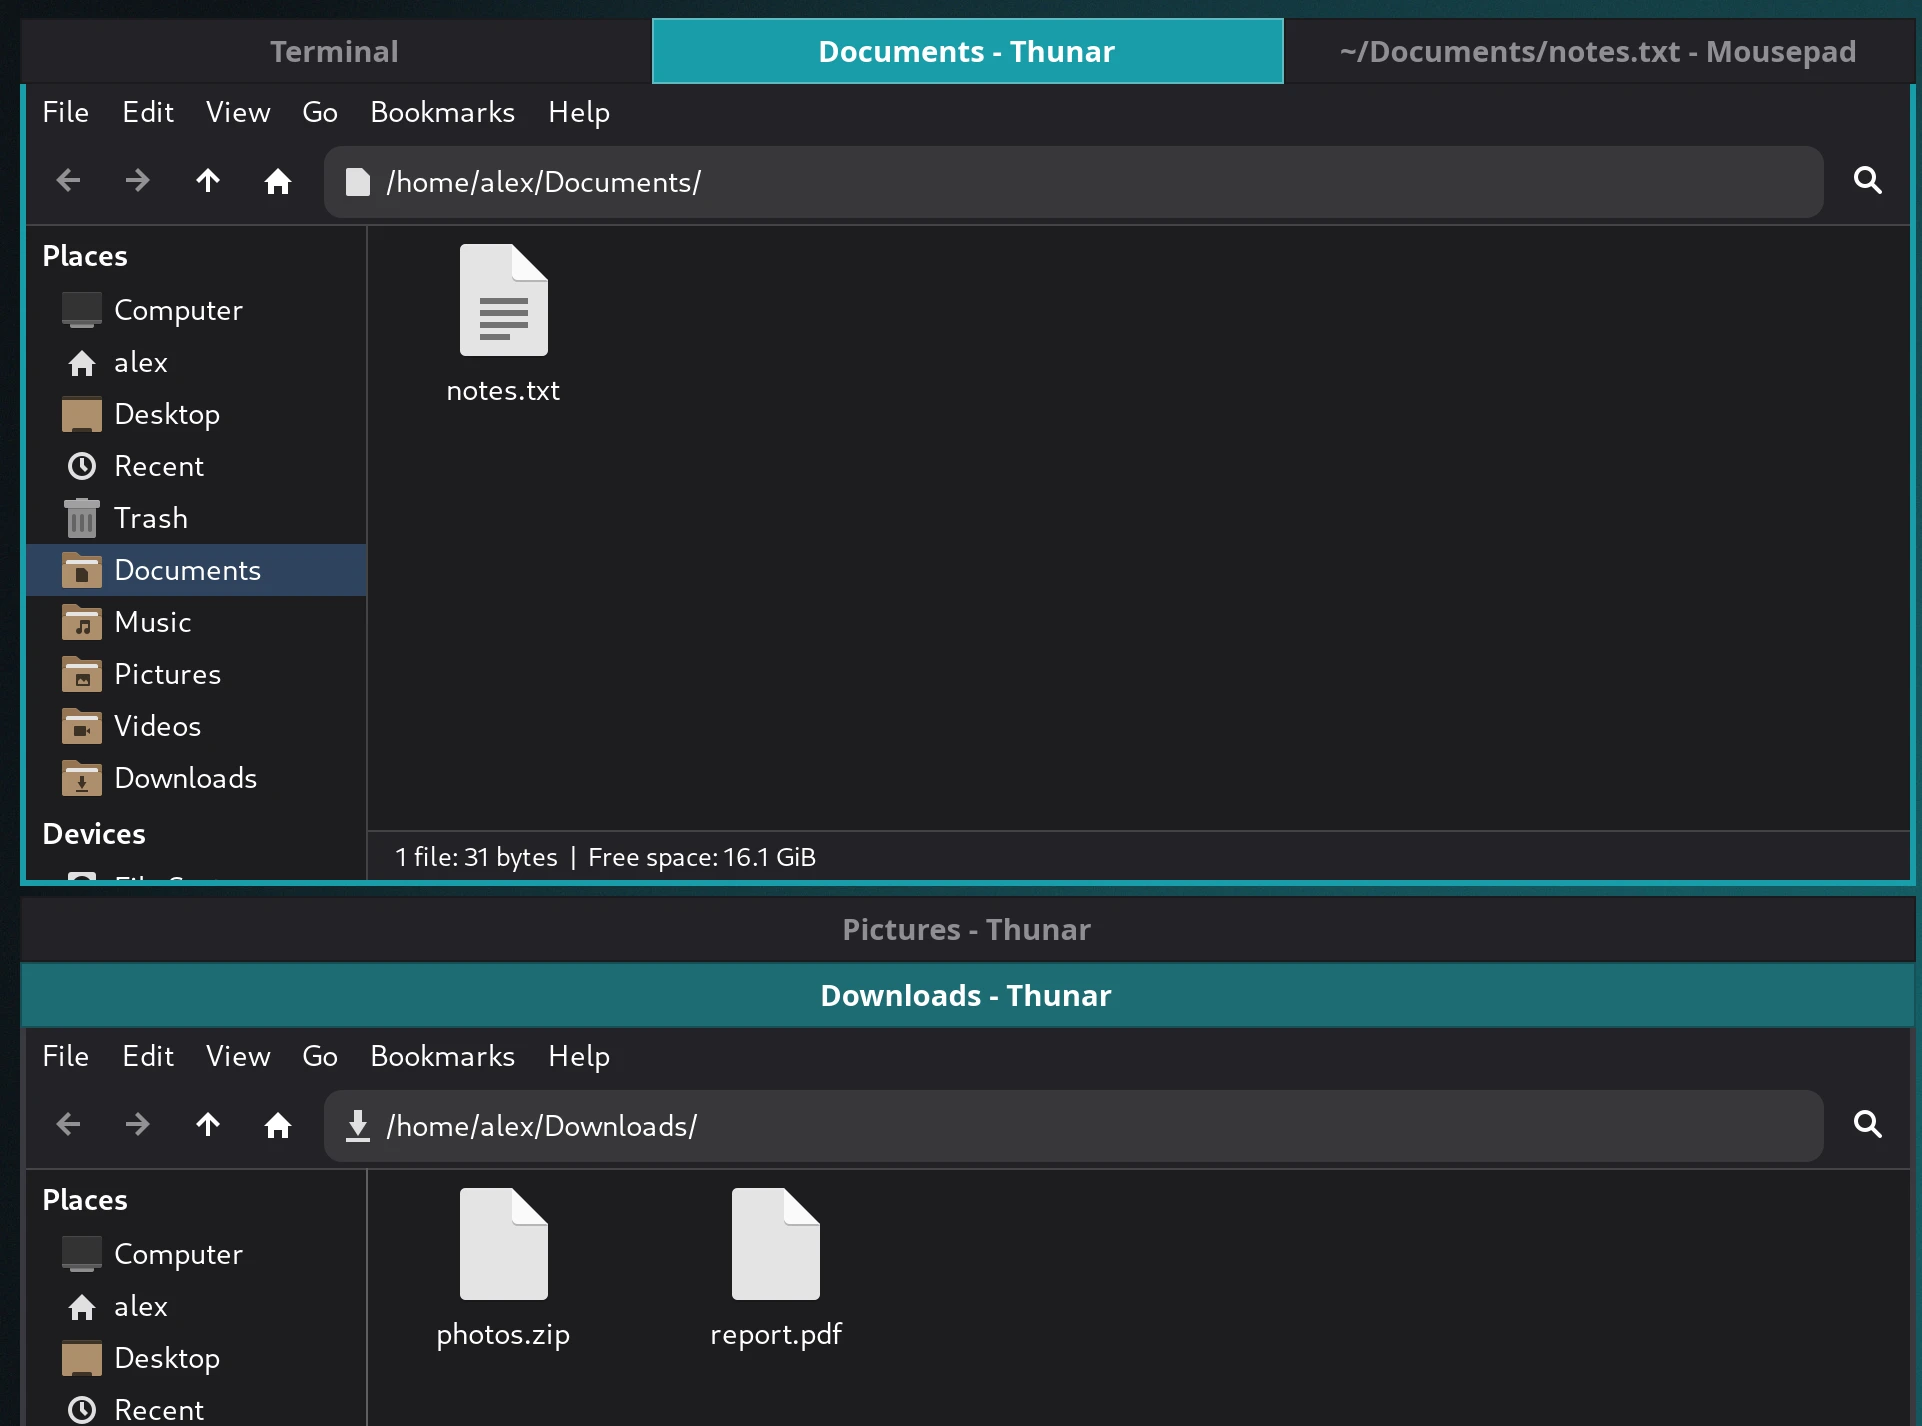 Terminal
Documents - Thunar
~/Documents/notes.txt - Mousepad
File Edit View Go Bookmarks Help
/home/alex/Documents/
Places
Computer
alex
Desktop
Recent
Trash
Documents
Music
Pictures
Videos
Downloads
Devices
notes.txt
1 file: 31 bytes | Free space: 16.1 GiB
Pictures - Thunar
Downloads - Thunar
File Edit View Go Bookmarks Help
/home/alex/Downloads/
Places
Computer
alex
Desktop
Recent
photos.zip
report.pdf